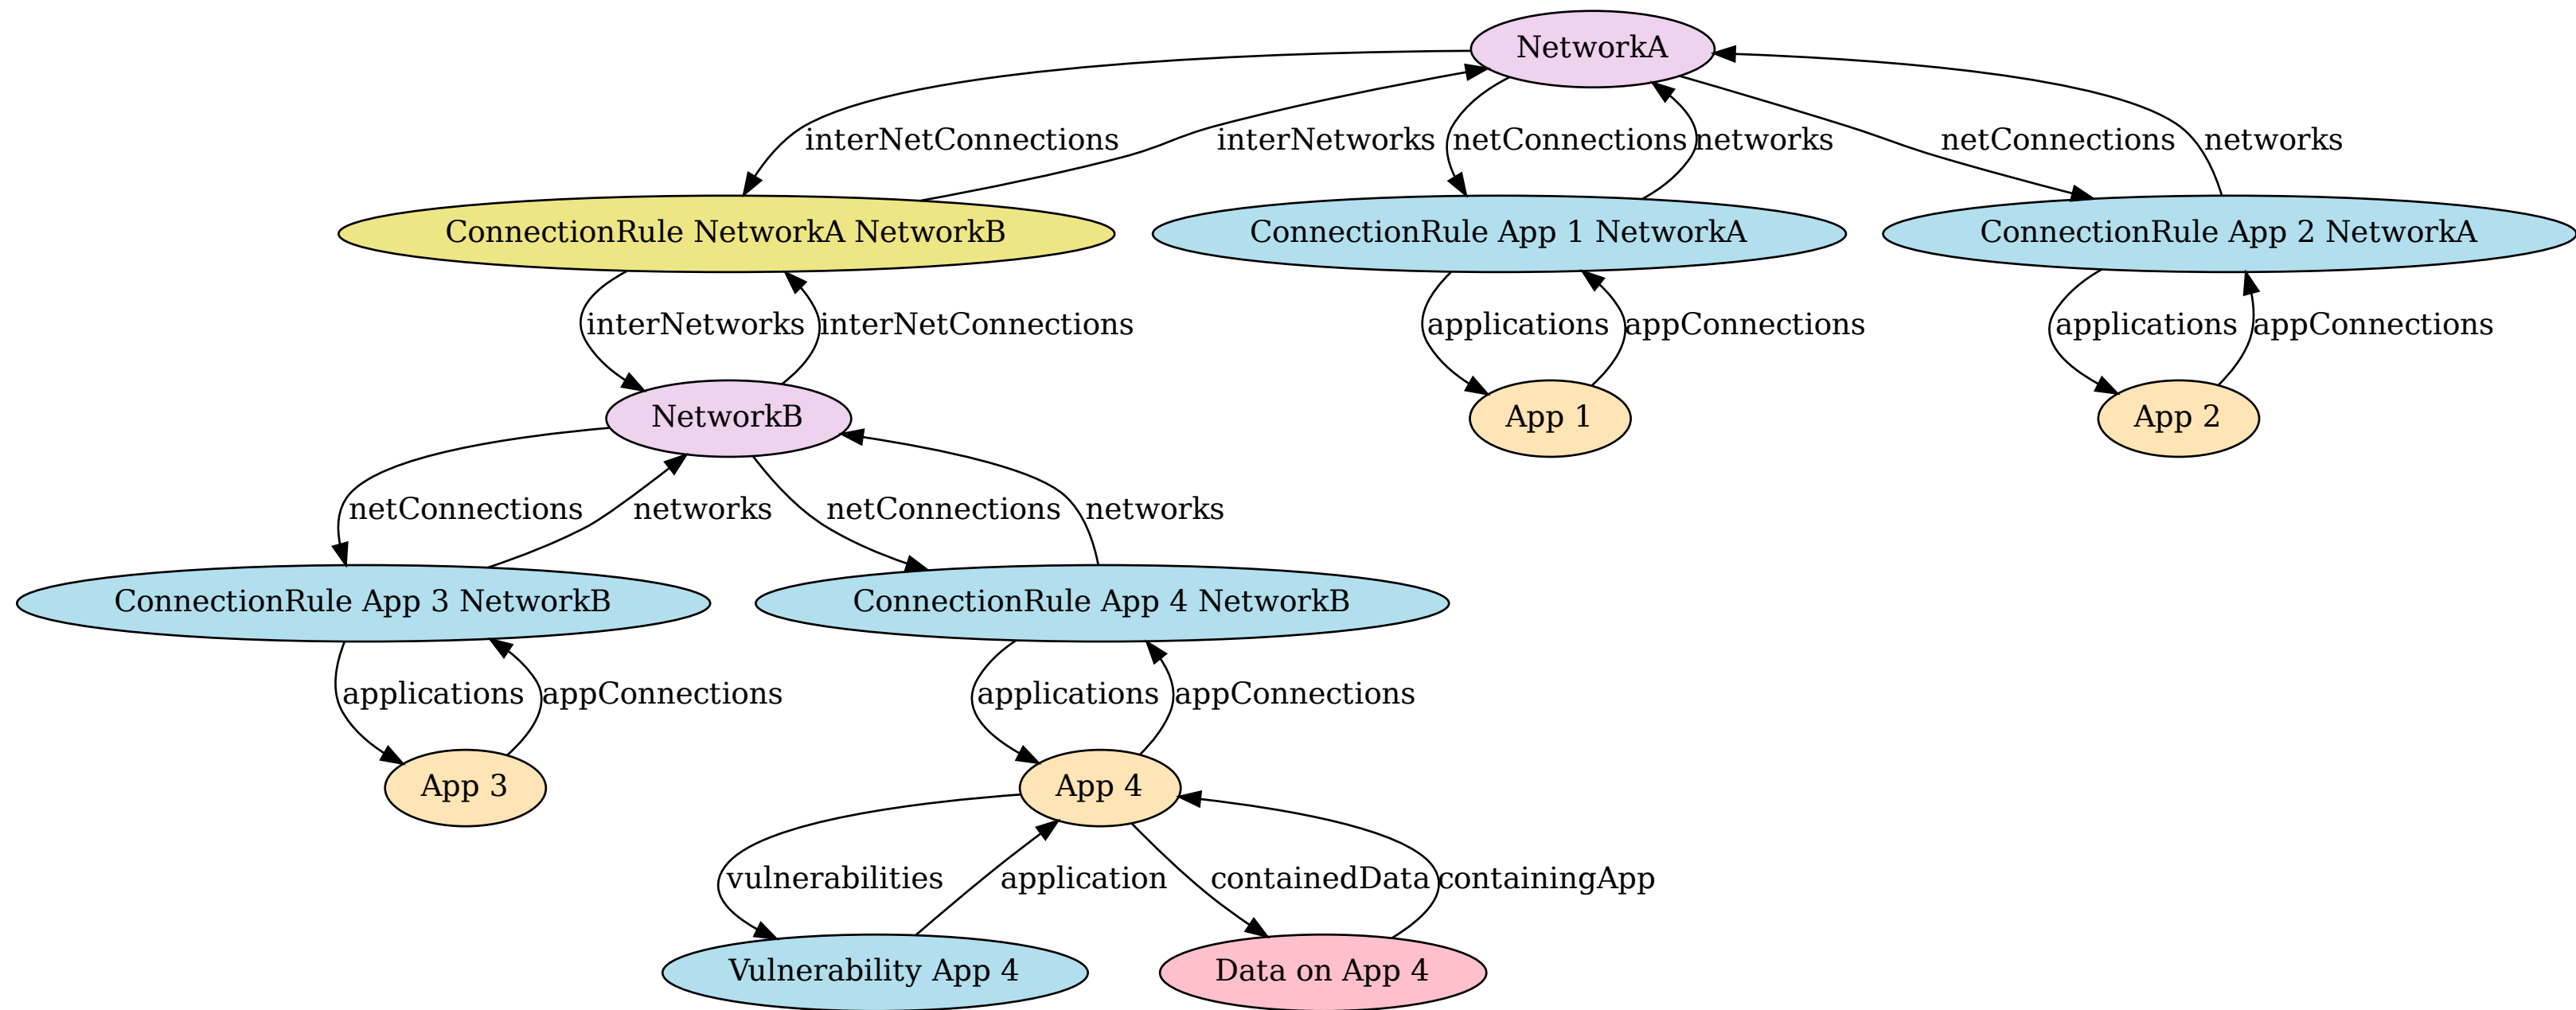 NetworkA
interNetConnections
interNetworks
netConnections
networks
netConnections
networks
ConnectionRule NetworkA NetworkB
ConnectionRule App 1 NetworkA
ConnectionRule App 2 NetworkA
interNetworks
interNetConnections
applications
appConnections
applications
appConnections
NetworkB
App 1
App 2
netConnections
networks
netConnections
networks
ConnectionRule App 3 NetworkB
ConnectionRule App 4 NetworkB
applications
appConnections
applications
appConnections
App 3
App 4
vulnerabilities
application
containedData
containingApp
Vulnerability App 4
Data on App 4